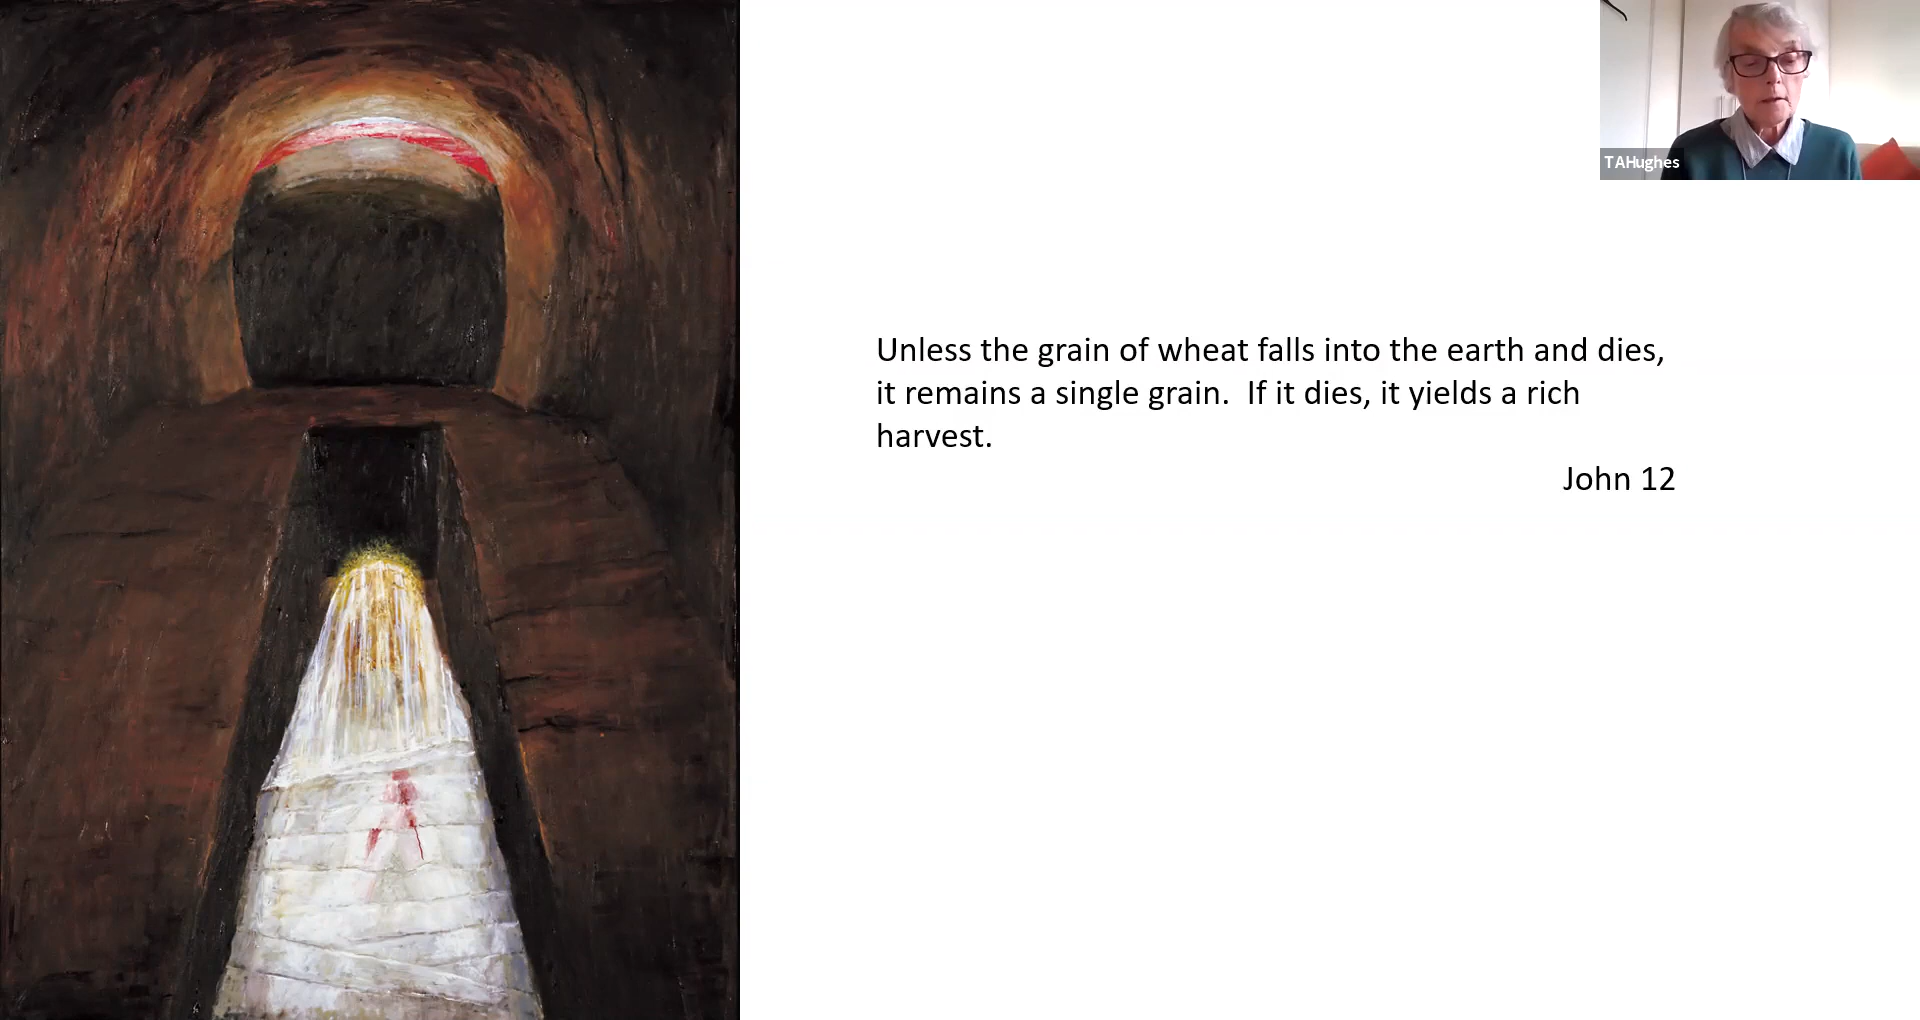 TAHughes
Unless the grain of wheat falls into the earth and dies,
it remains a single grain.  If it dies, it yields a rich
harvest.
John 12